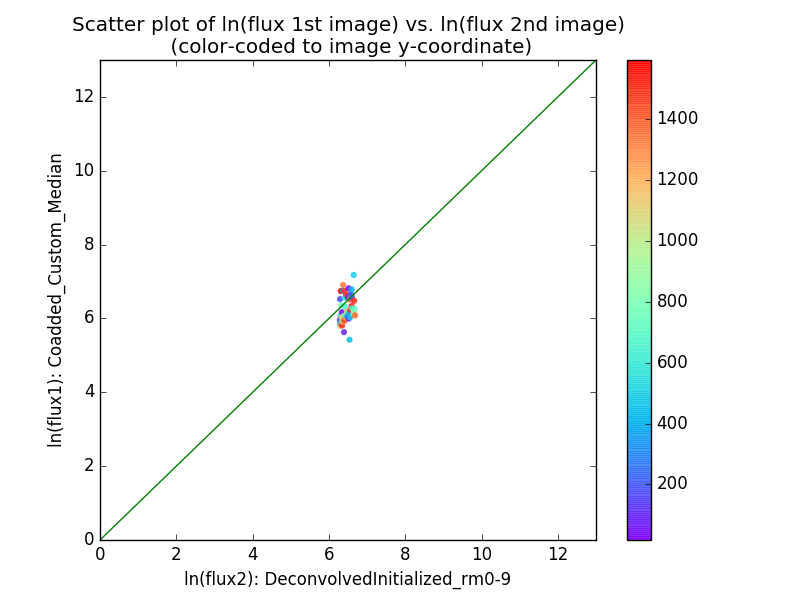 Scatter plot of ln(flux 1st image) vs. ln(flux 2nd image)
(color-coded to image y-coordinate)
12
10
8
6
4
2
0
ln(flux1): Coadded_Custom_Median
0 2 4 6 8 10 12
ln(flux2): DeconvolvedInitialized_rm0-9
1400
1200
1000
800
600
400
200